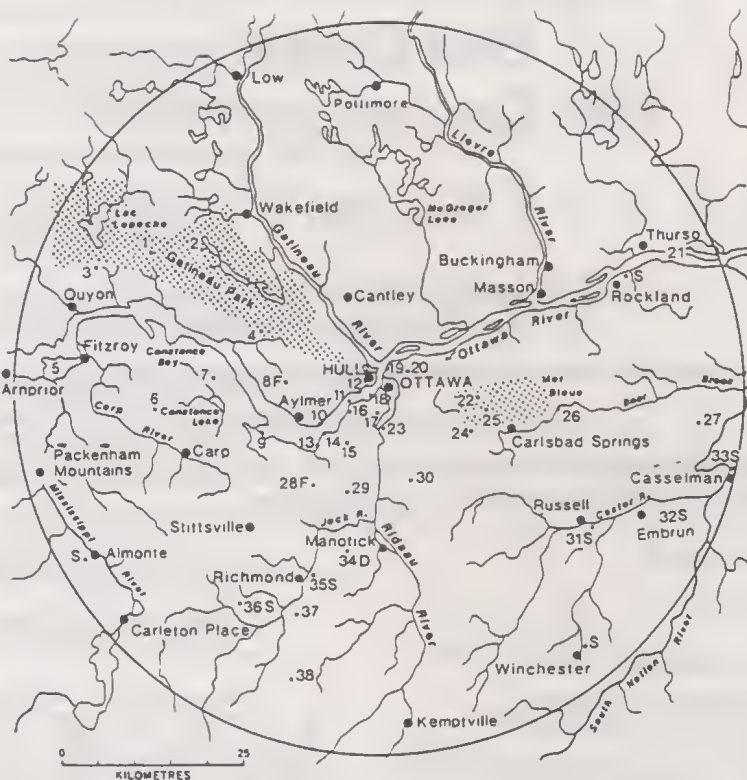 Low
Poltimore
Lievre
River
Wakefield
McGregor
Lake
Lac
Lapeche
1
2
Gatineau
River
Thurso
21
Buckingham
3
Gatineau Park
Masson
S
Rockland
Quyon
Cantley
Ottawa
River
4
Fitzroy
Constance
Bay
5
7
8F
HULL
12
19
20
OTTAWA
Arnprior
11
Aylmer
10
18
16
17
23
22
Mer
Bleue
Bear
Brook
6
Constance
Lake
Carp
River
25
26
27
24
Carlsbad Springs
9
13
14
15
Packenham
Mountains
Carp
33S
Casselman
28F
29
30
Mississippi
River
Stittsville
Jock R.
Russell
Castor R.
31S
Embrun
32S
Manotick
34D
Rideau
River
S
Almonte
Richmond
35S
36S
37
Carleton Place
S
Winchester
South Nation River
38
Kemptville
0
25
KILOMETRES